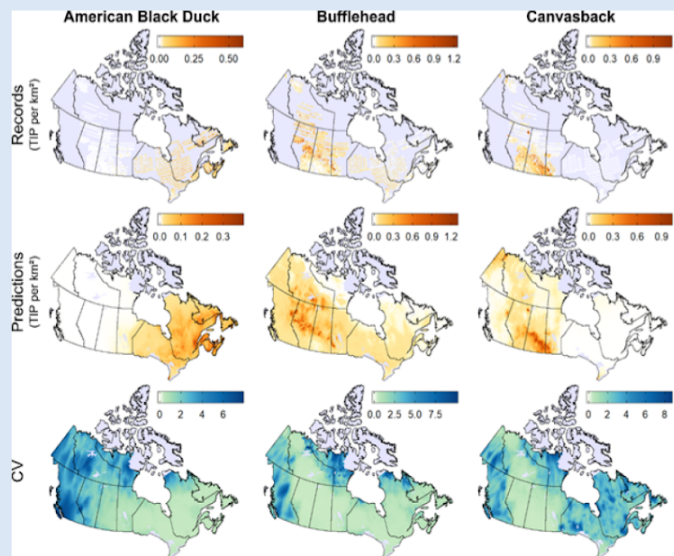 American Black Duck Bufflehead Canvasback
0.00 0.25 0.50 0.0 0.3 0.6 0.9 1.2 0.0 0.3 0.6 0.9
Records
(TIP per km²)
0.0 0.1 0.2 0.3 0.0 0.3 0.6 0.9 1.2 0.0 0.3 0.6 0.9
Predictions
(TIP per km²)
0 2 4 6 0.0 2.5 5.0 7.5 0 2 4 6 8
CV